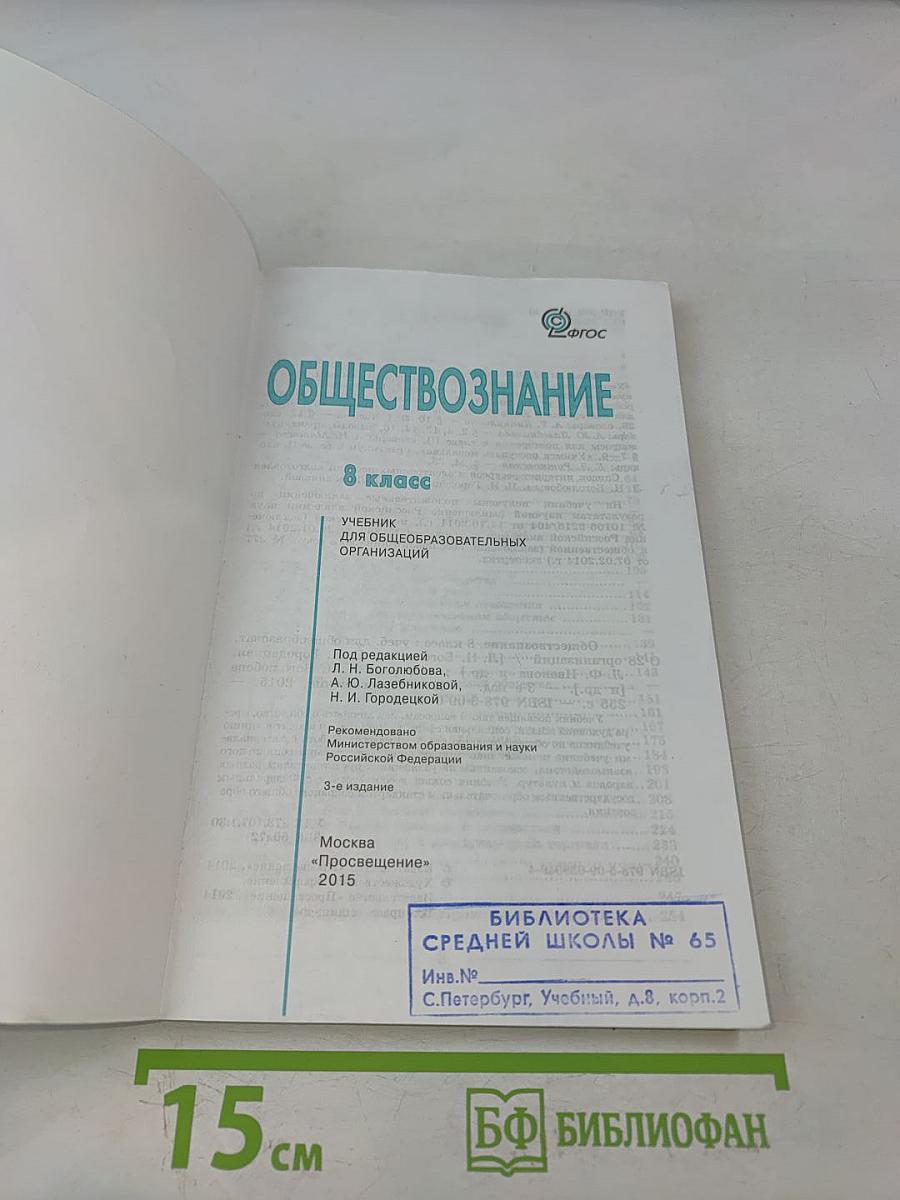 ФГОС
ОБЩЕСТВОЗНАНИЕ
8 класс
УЧЕБНИК
ДЛЯ ОБЩЕОБРАЗОВАТЕЛЬНЫХ
ОРГАНИЗАЦИЙ
Под редакцией
Л. Н. Боголюбова,
А. Ю. Лазебниковой,
Н. И. Городецкой
Рекомендовано
Министерством образования и науки
Российской Федерации
3-е издание
Москва
«Просвещение»
2015
БИБЛИОТЕКА
СРЕДНЕЙ ШКОЛЫ № 65
Инв.№
С.Петербург, Учебный, д.8, корп.2
15 см
БФ БИБЛИОФАН